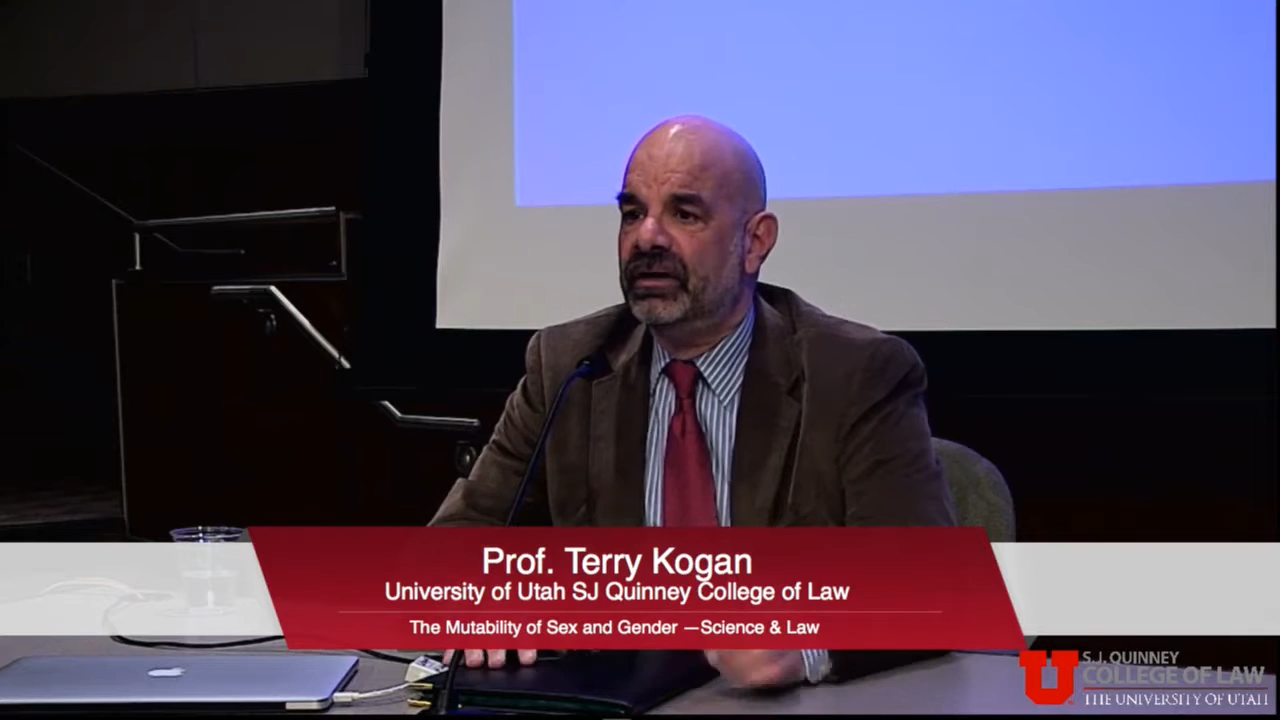 Prof. Terry Kogan
University of Utah SJ Quinney College of Law
The Mutability of Sex and Gender —Science & Law
U S.J. QUINNEY
COLLEGE OF LAW
THE UNIVERSITY OF UTAH